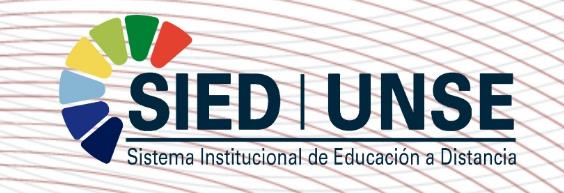 SIED | UNSE
Sistema Institucional de Educación a Distancia